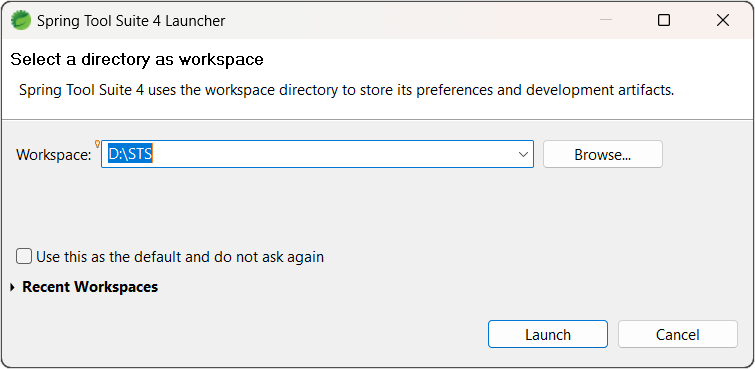 Spring Tool Suite 4 Launcher
Select a directory as workspace
Spring Tool Suite 4 uses the workspace directory to store its preferences and development artifacts.
Workspace: D:\STS Browse...
Use this as the default and do not ask again
Recent Workspaces
Launch Cancel